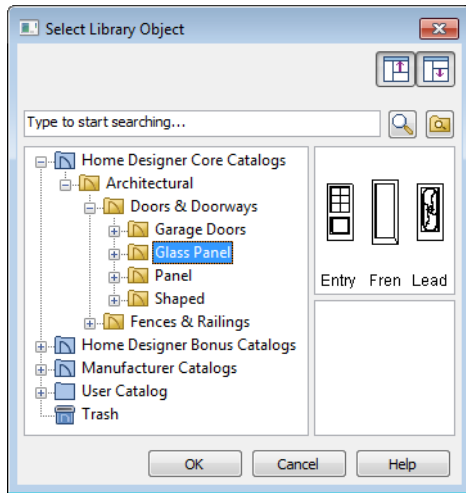 Select Library Object
Type to start searching...
Home Designer Core Catalogs
Architectural
Doors & Doorways
Garage Doors
Glass Panel
Panel
Shaped
Fences & Railings
Home Designer Bonus Catalogs
Manufacturer Catalogs
User Catalog
Trash
Entry Fren Lead
OK Cancel Help